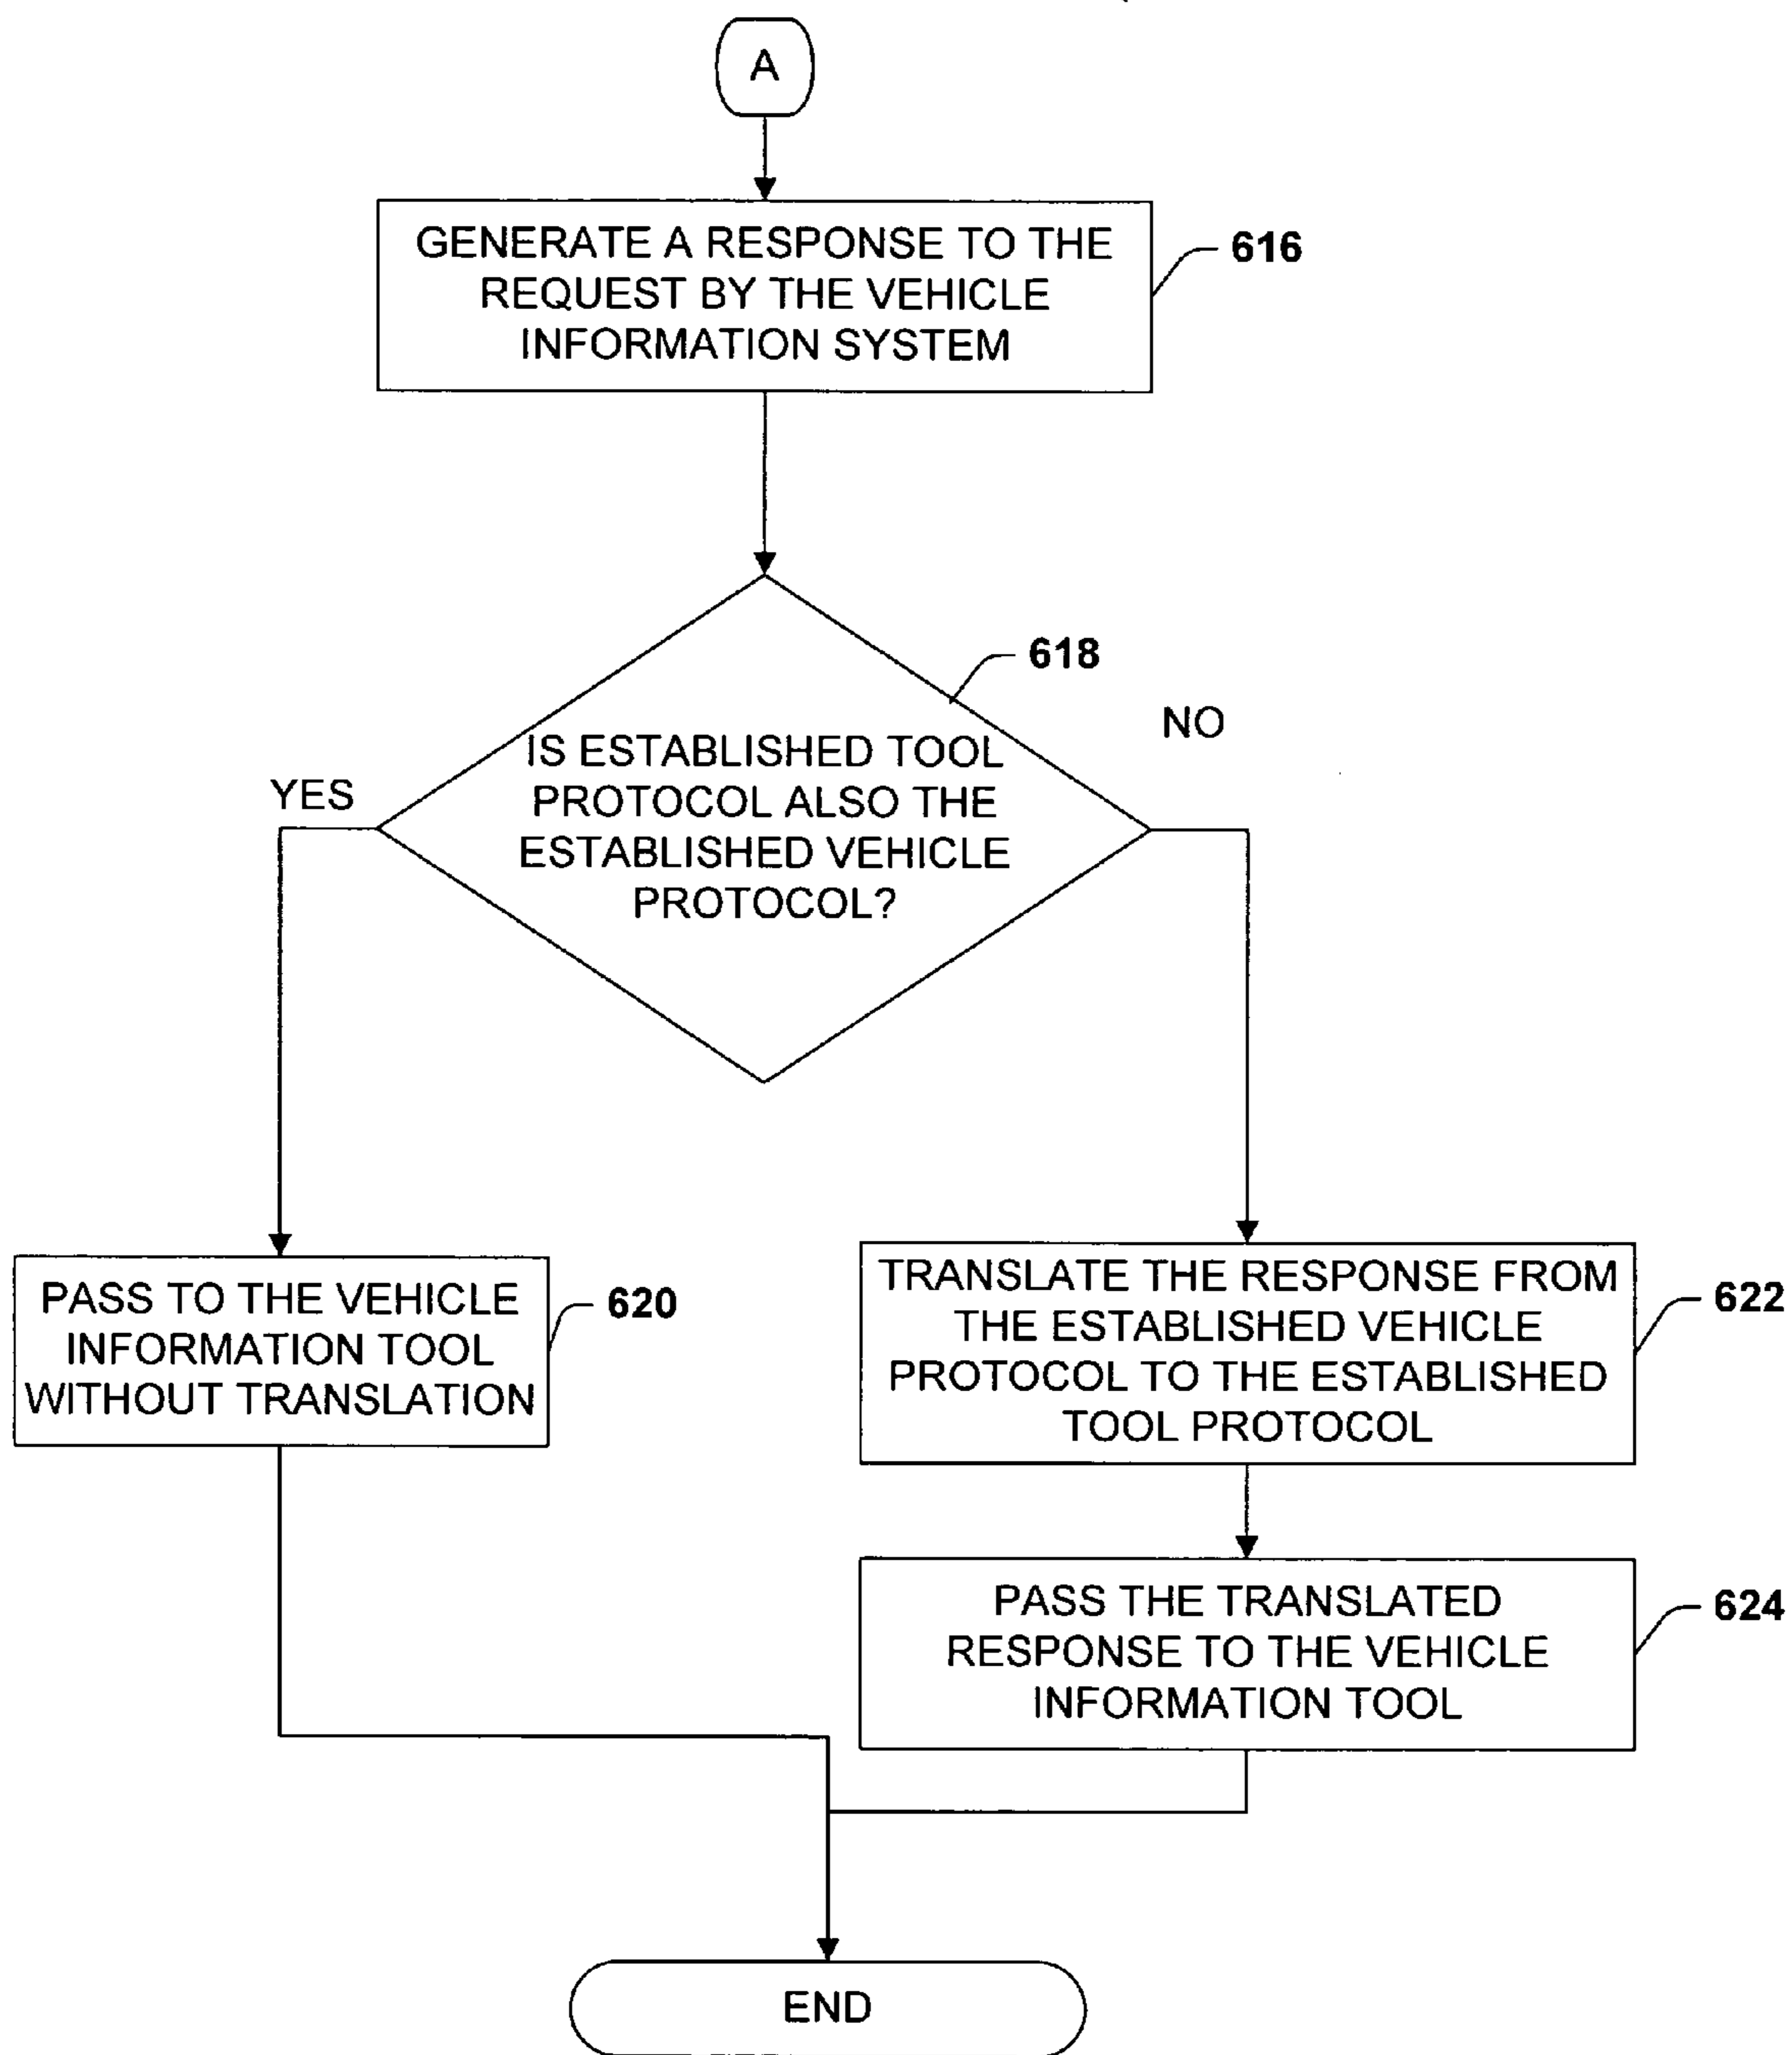 A
GENERATE A RESPONSE TO THE
REQUEST BY THE VEHICLE
INFORMATION SYSTEM
616
618
NO
YES
IS ESTABLISHED TOOL
PROTOCOL ALSO THE
ESTABLISHED VEHICLE
PROTOCOL?
PASS TO THE VEHICLE
INFORMATION TOOL
WITHOUT TRANSLATION
620
TRANSLATE THE RESPONSE FROM
THE ESTABLISHED VEHICLE
PROTOCOL TO THE ESTABLISHED
TOOL PROTOCOL
622
PASS THE TRANSLATED
RESPONSE TO THE VEHICLE
INFORMATION TOOL
624
END